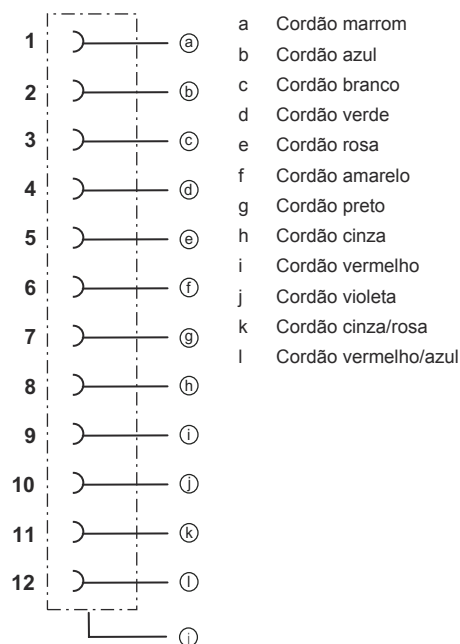 1 a
2 b
3 c
4 d
5 e
6 f
7 g
8 h
9 i
10 j
11 k
12 l
i
a Cordão marrom
b Cordão azul
c Cordão branco
d Cordão verde
e Cordão rosa
f Cordão amarelo
g Cordão preto
h Cordão cinza
i Cordão vermelho
j Cordão violeta
k Cordão cinza/rosa
l Cordão vermelho/azul